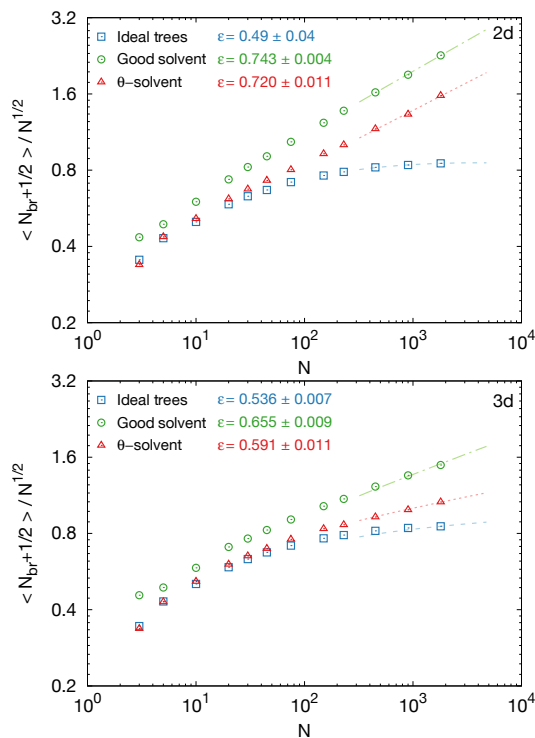 2d
Ideal trees ε= 0.49 ± 0.04
Good solvent ε= 0.743 ± 0.004
θ−solvent ε= 0.720 ± 0.011
3.2
1.6
0.8
0.4
0.2
< N_br+1/2 > / N^1/2
10^0 10^1 10^2 10^3 10^4
N
3d
Ideal trees ε= 0.536 ± 0.007
Good solvent ε= 0.655 ± 0.009
θ−solvent ε= 0.591 ± 0.011
3.2
1.6
0.8
0.4
0.2
< N_br+1/2 > / N^1/2
10^0 10^1 10^2 10^3 10^4
N